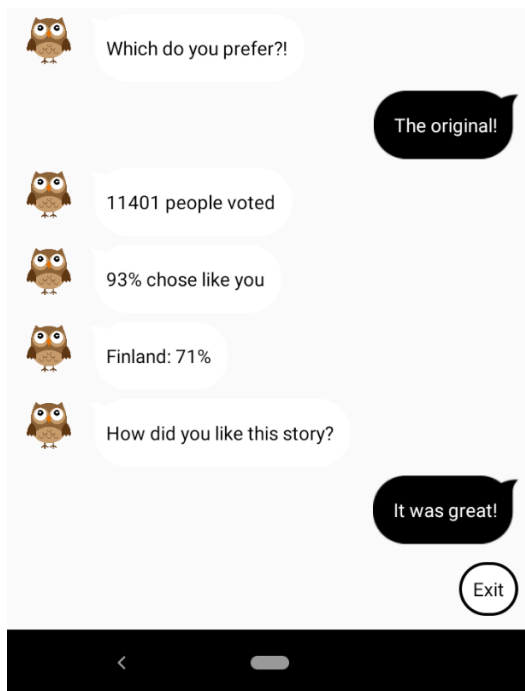 Which do you prefer?!
The original!
11401 people voted
93% chose like you
Finland: 71%
How did you like this story?
It was great!
Exit